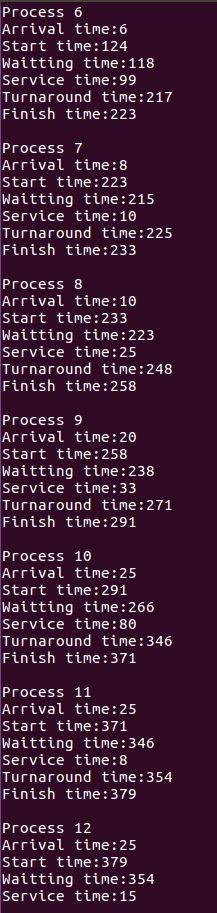 Process 6
Arrival time:6
Start time:124
Waitting time:118
Service time:99
Turnaround time:217
Finish time:223
Process 7
Arrival time:8
Start time:223
Waitting time:215
Service time:10
Turnaround time:225
Finish time:233
Process 8
Arrival time:10
Start time:233
Waitting time:223
Service time:25
Turnaround time:248
Finish time:258
Process 9
Arrival time:20
Start time:258
Waitting time:238
Service time:33
Turnaround time:271
Finish time:291
Process 10
Arrival time:25
Start time:291
Waitting time:266
Service time:80
Turnaround time:346
Finish time:371
Process 11
Arrival time:25
Start time:371
Waitting time:346
Service time:8
Turnaround time:354
Finish time:379
Process 12
Arrival time:25
Start time:379
Waitting time:354
Service time:15